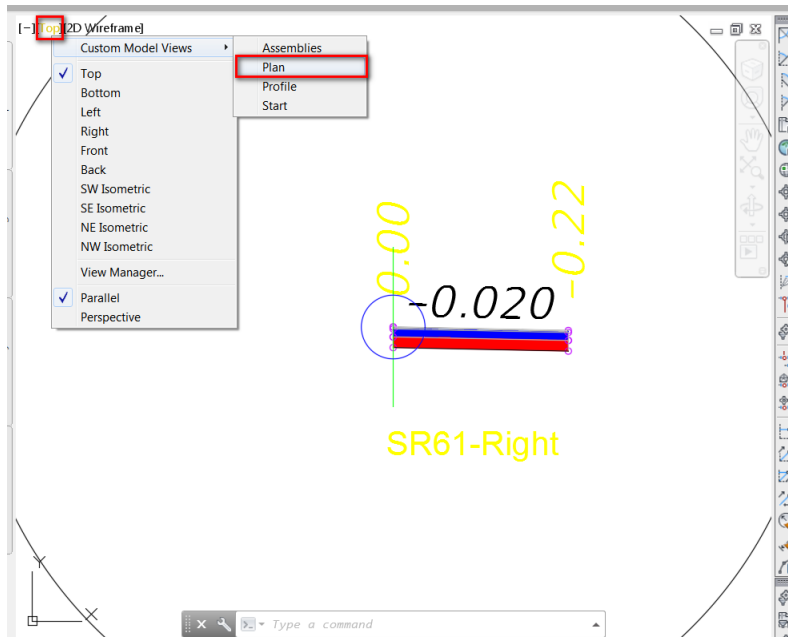 [-][Top][2D Wireframe]
Custom Model Views
Assemblies
Plan
Profile
Start
Top
Bottom
Left
Right
Front
Back
SW Isometric
SE Isometric
NE Isometric
NW Isometric
View Manager...
Parallel
Perspective
0.00
-0.22
-0.020
SR61-Right
Y
X
Type a command